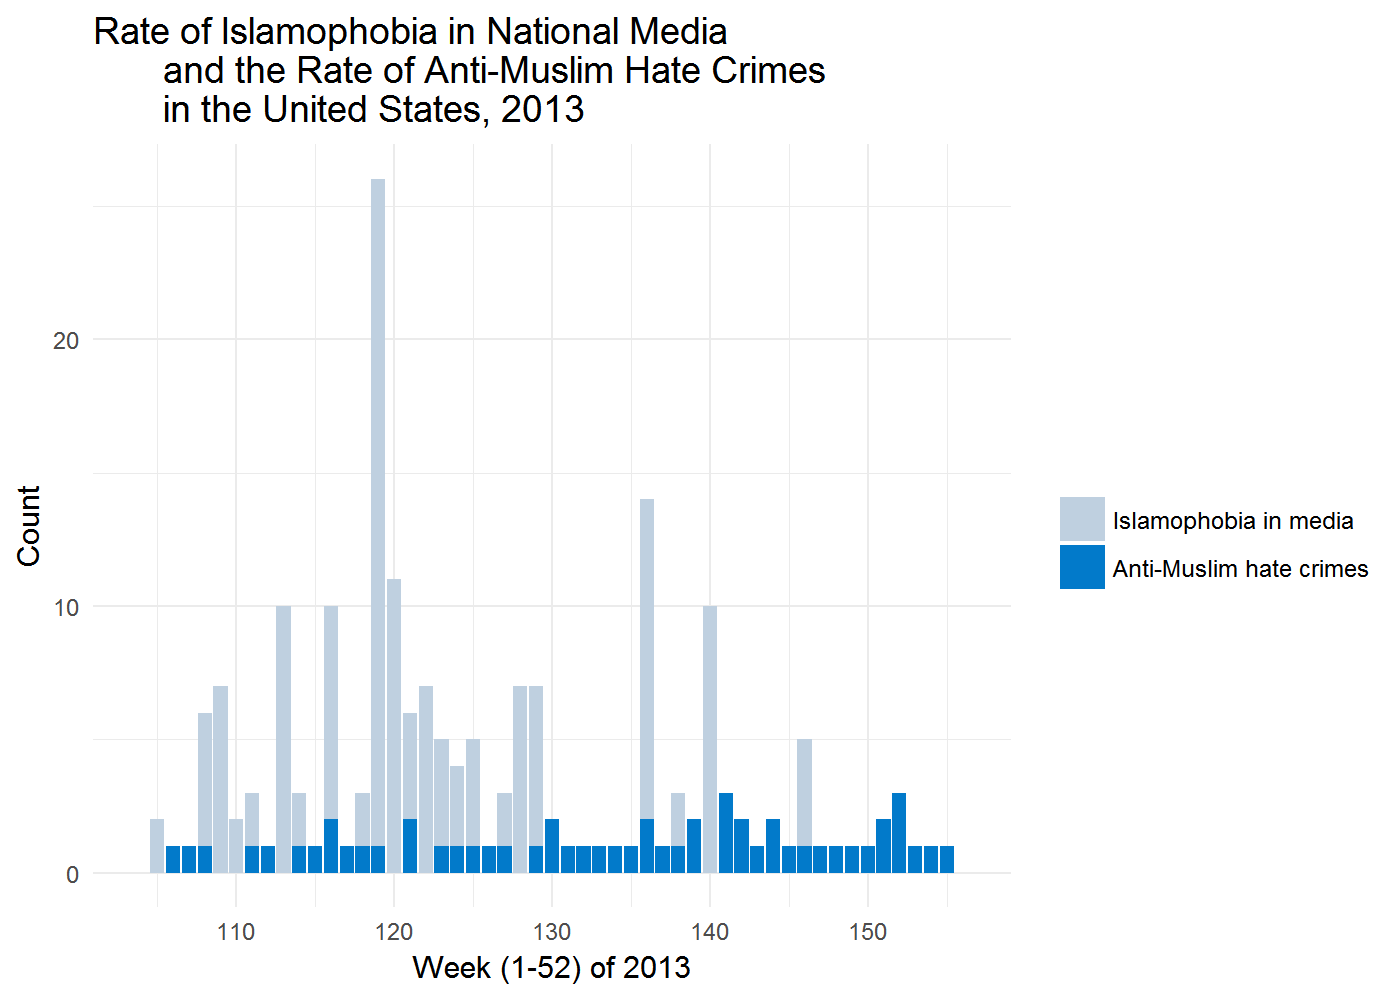 Rate of Islamophobia in National Media
and the Rate of Anti-Muslim Hate Crimes
in the United States, 2013
Count
20
10
0
110 120 130 140 150
Week (1-52) of 2013
Islamophobia in media
Anti-Muslim hate crimes